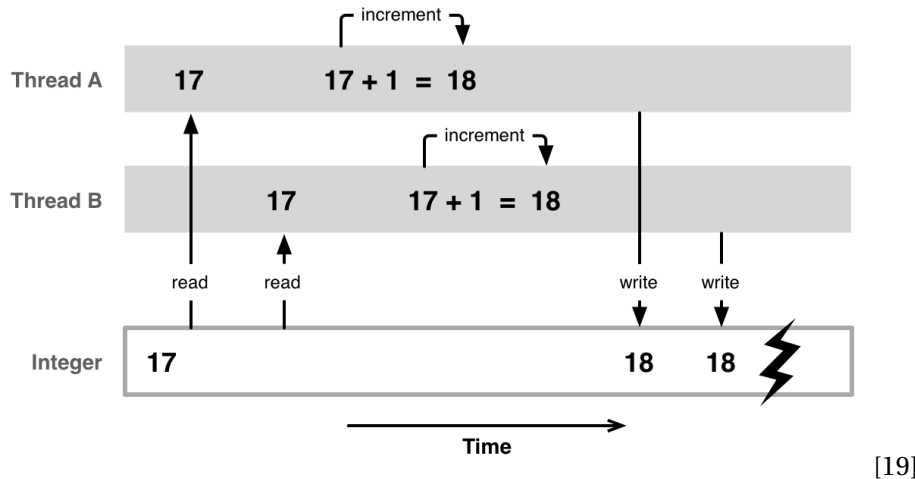 increment
Thread A 17 17 + 1 = 18
increment
Thread B 17 17 + 1 = 18
read read write write
Integer 17 18 18
Time
[19]